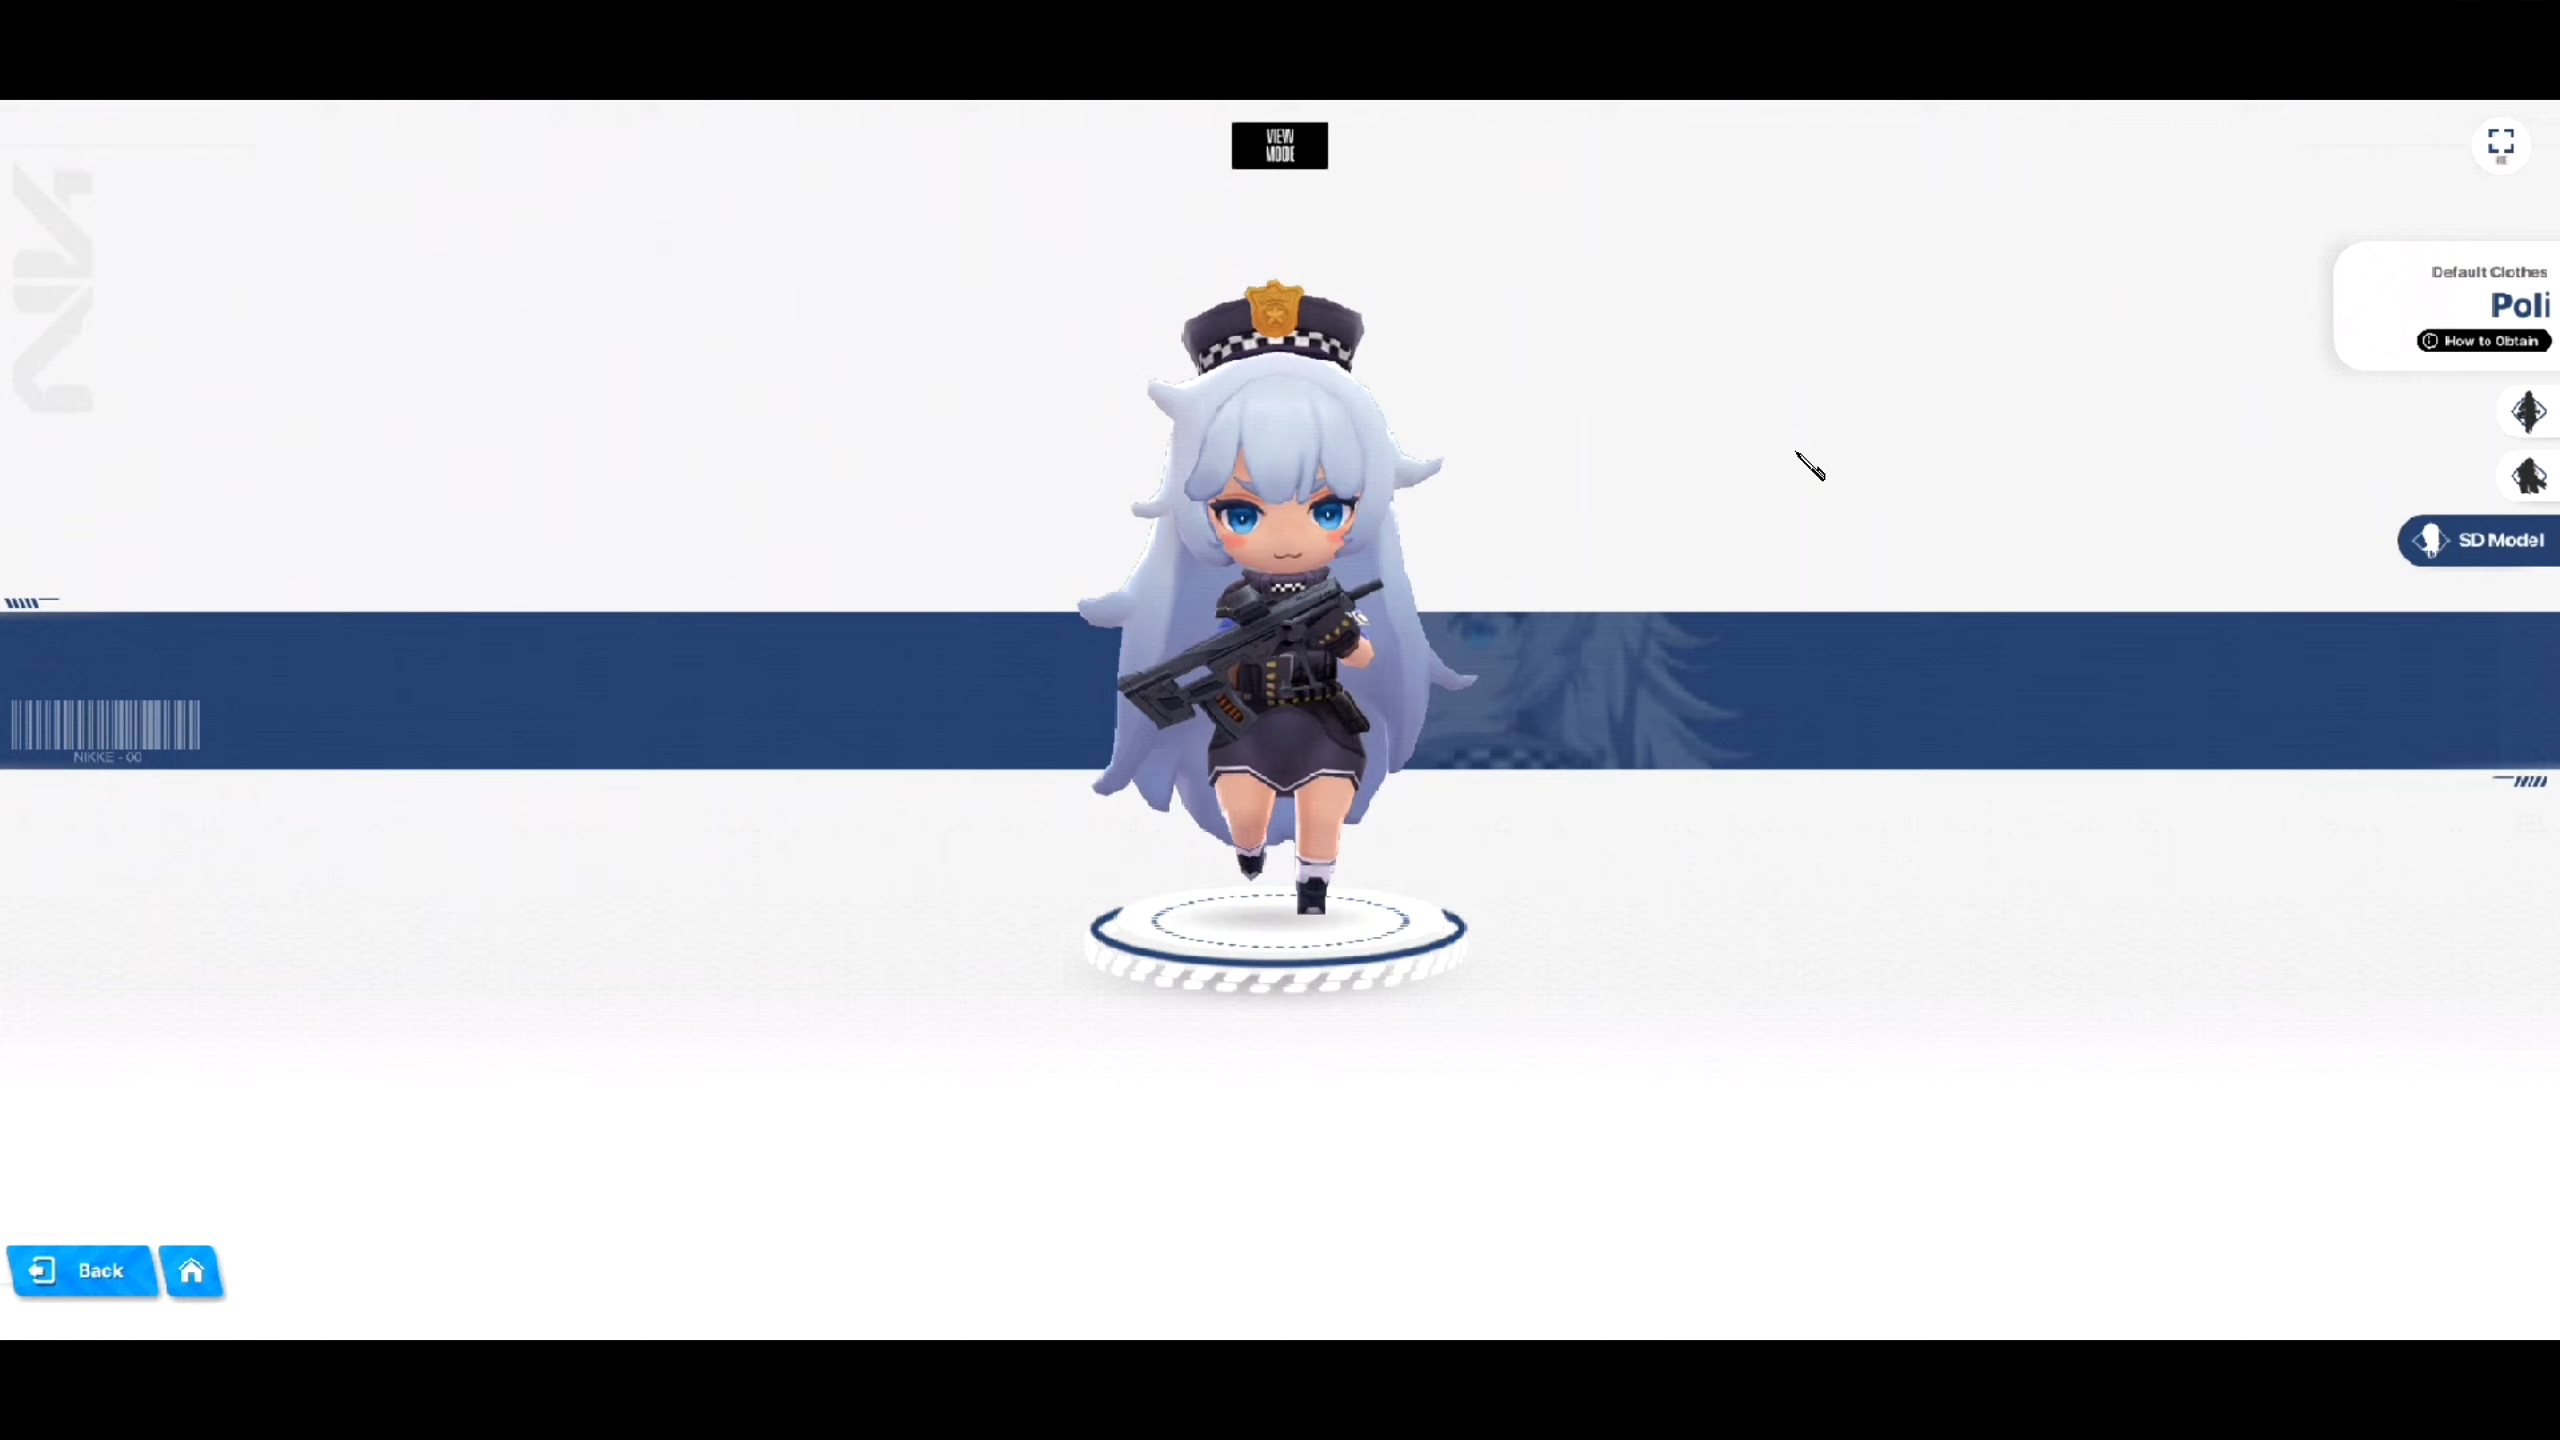 VIEW
MODE
Default Clothes
Poli
How to Obtain
SD Model
NIKKE - 00
Back